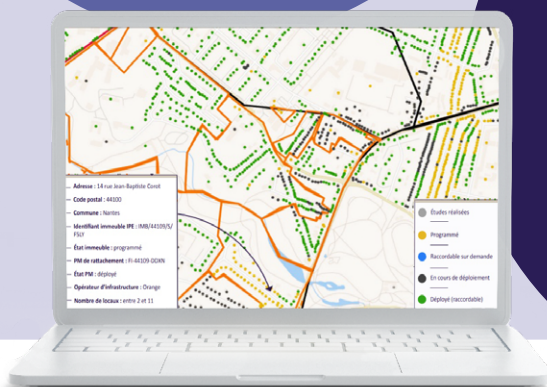 Adresse : 14 rue Jean-Baptiste Corot
Code postal : 44100
Commune : Nantes
Identifiant immeuble IPE : IMB/44109/S/
FSLY
État immeuble : programmé
PM de rattachement : FI-44109-
État PM : déployé
Opérateur d'infrastructure : Orange
Nombre de locaux : entre 2 et 11
Études réalisées
Programmé
Raccordable sur demande
En cours de déploiement
Déployé (raccordable)